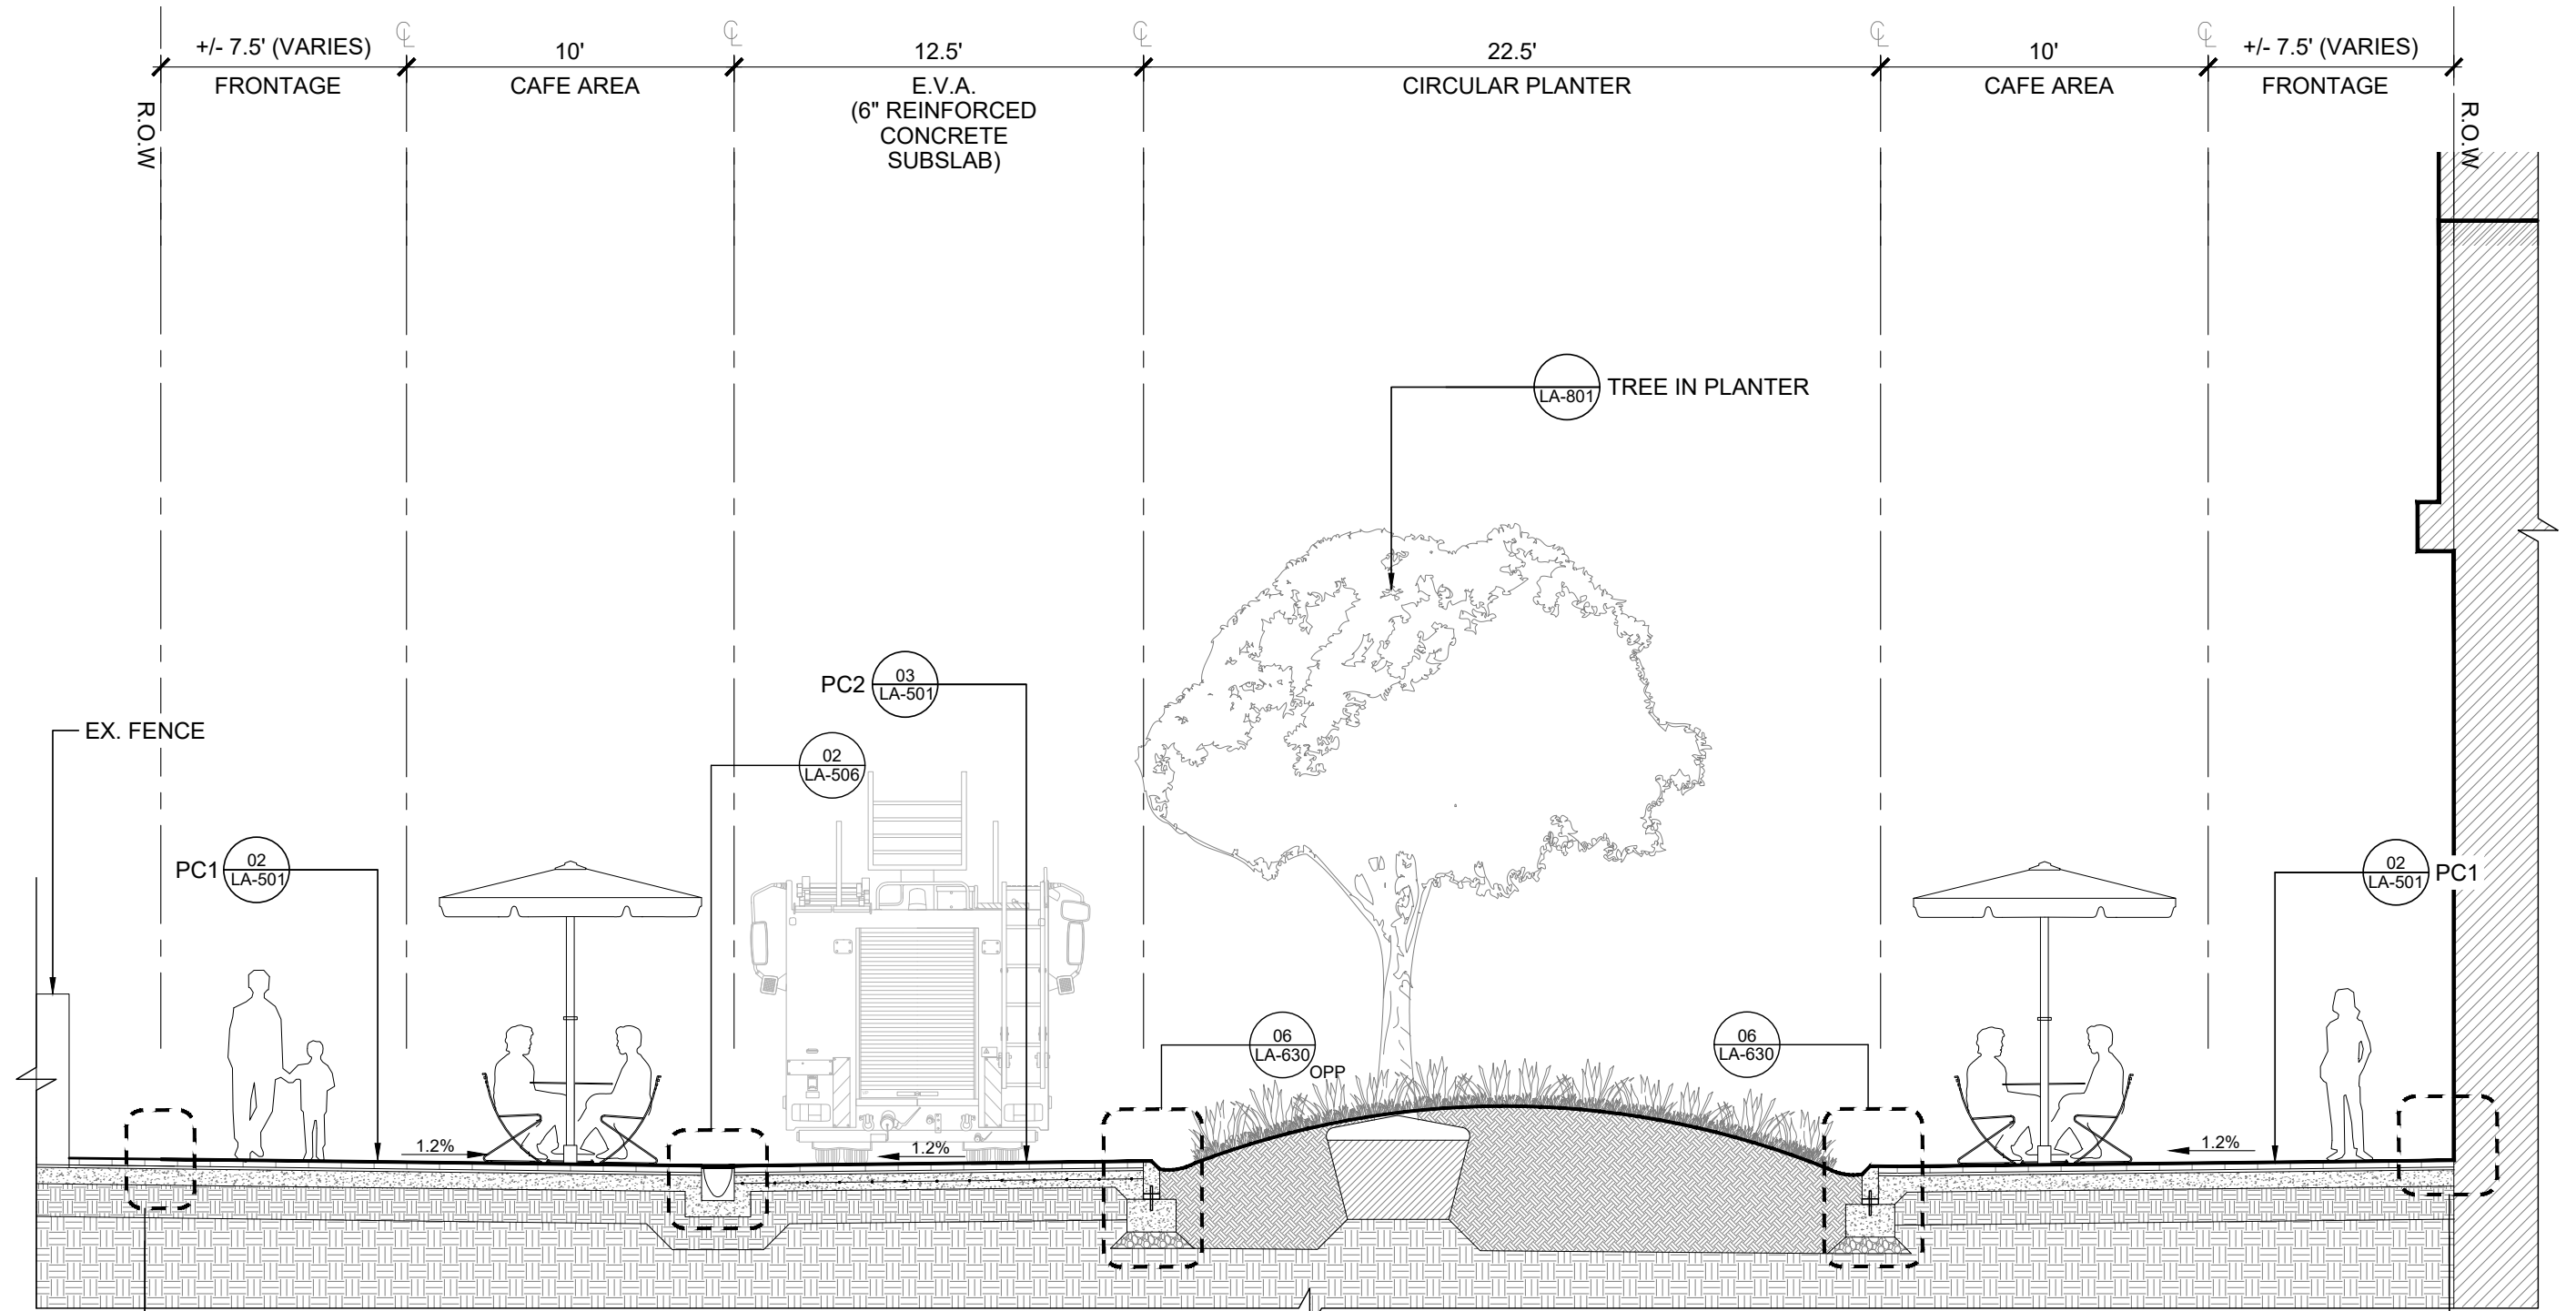 ℄
℄
℄
℄
℄
+/- 7.5' (VARIES)
10'
12.5'
22.5'
10'
+/- 7.5' (VARIES)
FRONTAGE
CAFE AREA
E.V.A.
(6" REINFORCED
CONCRETE
SUBSLAB)
CIRCULAR PLANTER
CAFE AREA
FRONTAGE
R.O.W
R.O.W
LA-801
TREE IN PLANTER
PC2
03
LA-501
EX. FENCE
02
LA-506
PC1
02
LA-501
02
LA-501
PC1
06
LA-630
OPP
06
LA-630
1.2%
1.2%
1.2%